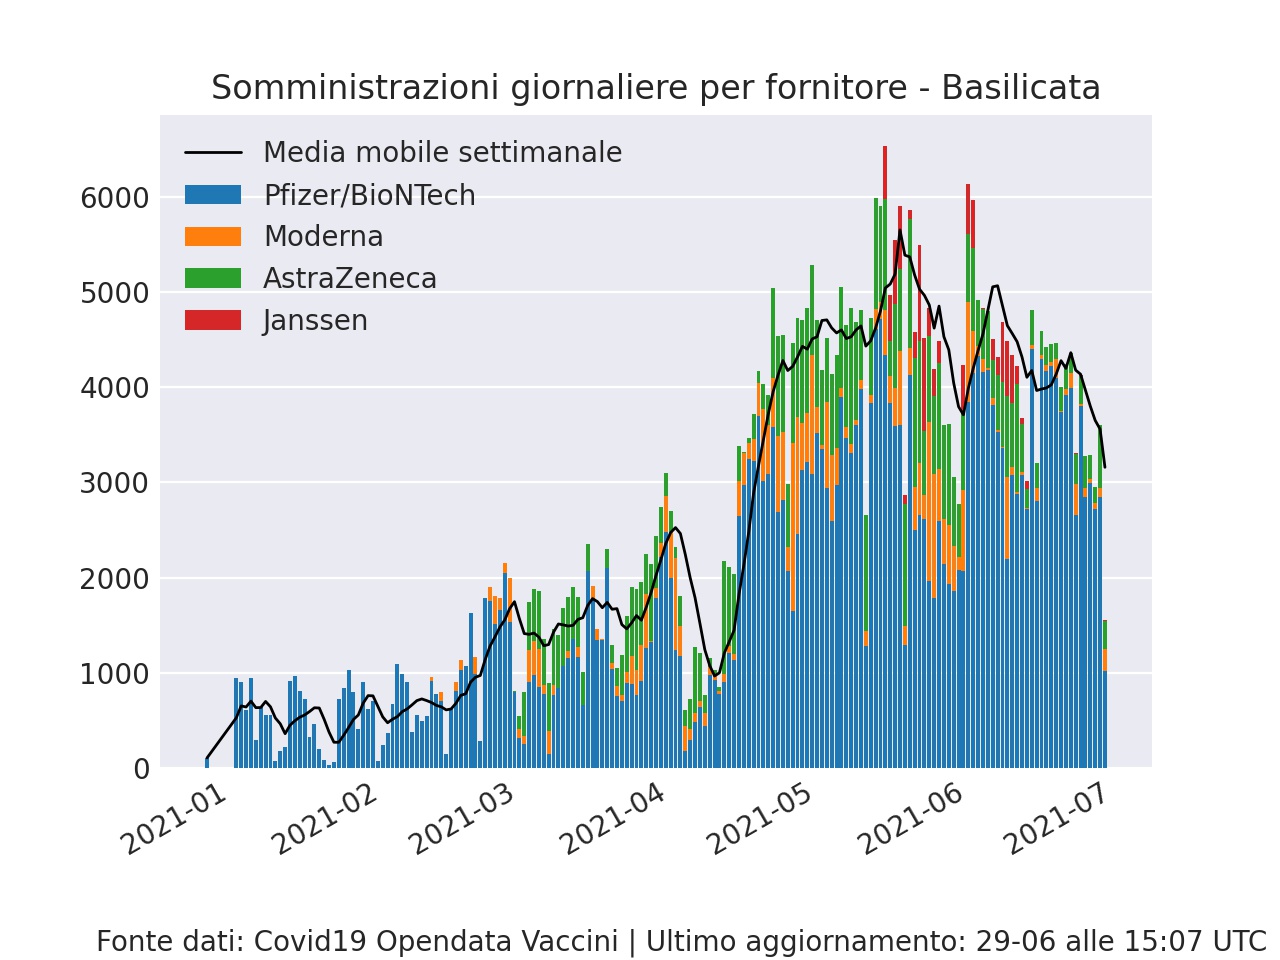 Somministrazioni giornaliere per fornitore - Basilicata
Media mobile settimanale
Pfizer/BioNTech
Moderna
AstraZeneca
Janssen
6000
5000
4000
3000
2000
1000
0
2021-01
2021-02
2021-03
2021-04
2021-05
2021-06
2021-07
Fonte dati: Covid19 Opendata Vaccini | Ultimo aggiornamento: 29-06 alle 15:07 UTC